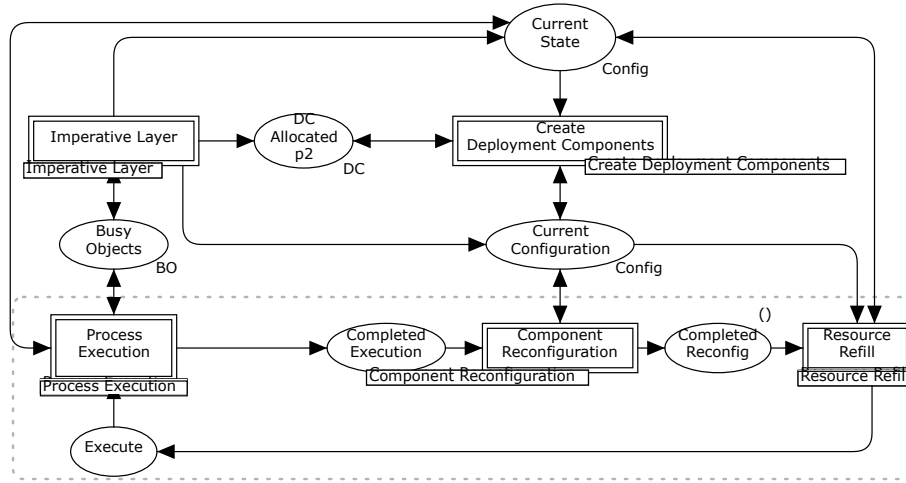 Current
State
Config
Imperative Layer
Imperative Layer
DC
Allocated
p2
DC
Create
Deployment Components
Create Deployment Components
Busy
Objects
BO
Current
Configuration
Config
Process
Execution
Process Execution
Completed
Execution
Component
Reconfiguration
Component Reconfiguration
Completed
Reconfig
()
Resource
Refill
Resource Refill
Execute